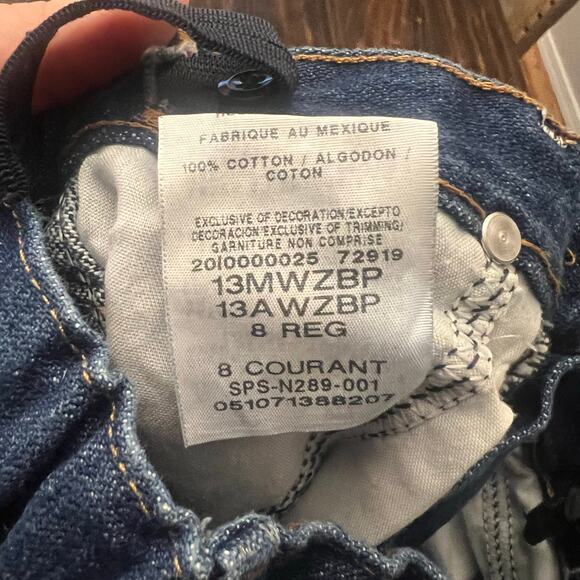 FABRIQUE AU MEXIQUE
100% COTTON / ALGODON /
COTON
EXCLUSIVE OF DECORATION/EXCEPTO
DECORACION/EXCLUSIVE OF TRIMMING/
GARNITURE NON COMPRISE
20I0000025 72919
13MWZBP
13AWZBP
8 REG
8 COURANT
SPS-N289-001
051071388207